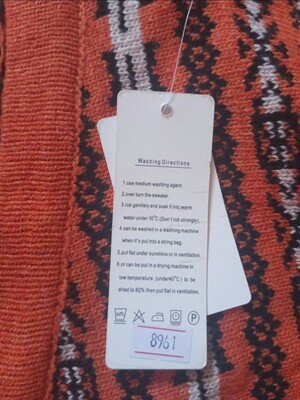 Washing Directions
1.use medium washing agent.
2.over turn the sweater.
3.rub gentlely and soak it into warm
water under 30°C (Don't rub strongly).
4.can be washed in a washing machine
when it's put into a string bag.
5.put flat under sunshine or in ventilation.
6.or can be put in a drying machine in
low temperature (under40°C) to be
dried to 80% then put flat in ventilation.
P
8961